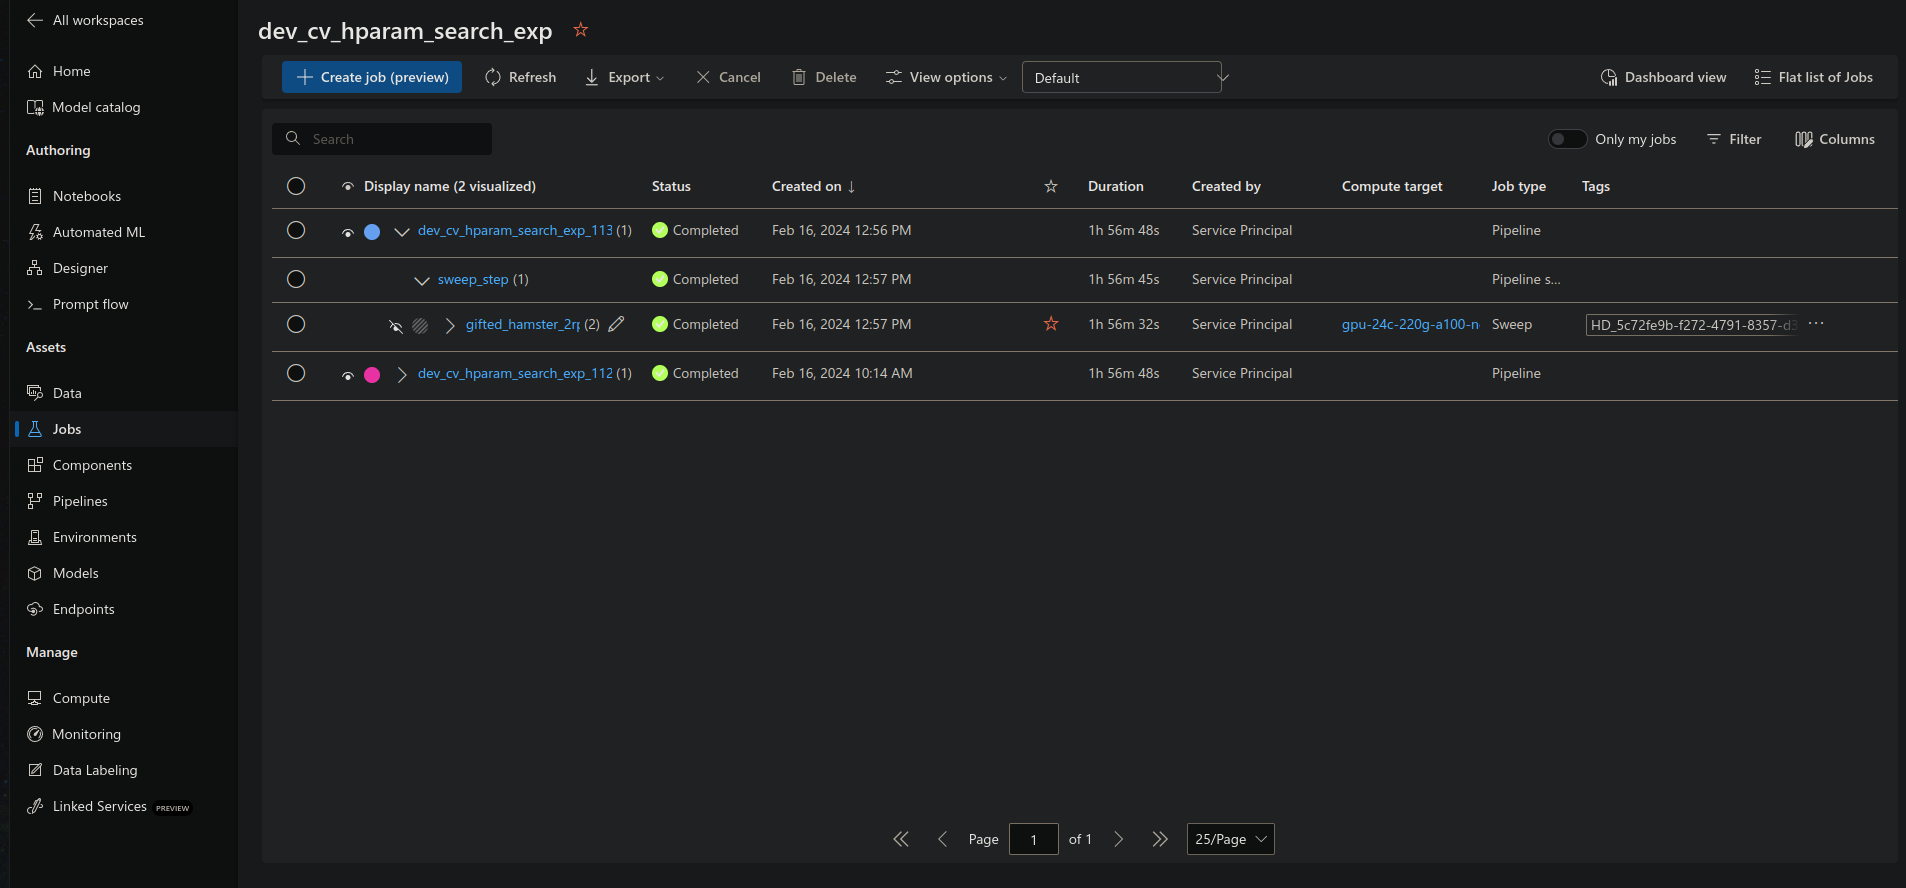 All workspaces
Home
Model catalog
Authoring
Notebooks
Automated ML
Designer
Prompt flow
Assets
Data
Jobs
Components
Pipelines
Environments
Models
Endpoints
Manage
Compute
Monitoring
Data Labeling
Linked Services PREVIEW
dev_cv_hparam_search_exp
Create job (preview) Refresh Export Cancel Delete View options Default Dashboard view Flat list of Jobs
Search Only my jobs Filter Columns
Display name (2 visualized) Status Created on Duration Created by Compute target Job type Tags
dev_cv_hparam_search_exp_113 (1) Completed Feb 16, 2024 12:56 PM 1h 56m 48s Service Principal Pipeline
sweep_step (1) Completed Feb 16, 2024 12:57 PM 1h 56m 45s Service Principal Pipeline s...
gifted_hamster_2rp (2) Completed Feb 16, 2024 12:57 PM 1h 56m 32s Service Principal gpu-24c-220g-a100-n Sweep HD_5c72fe9b-f272-4791-8357-d3 ...
dev_cv_hparam_search_exp_112 (1) Completed Feb 16, 2024 10:14 AM 1h 56m 48s Service Principal Pipeline
Page 1 of 1 25/Page